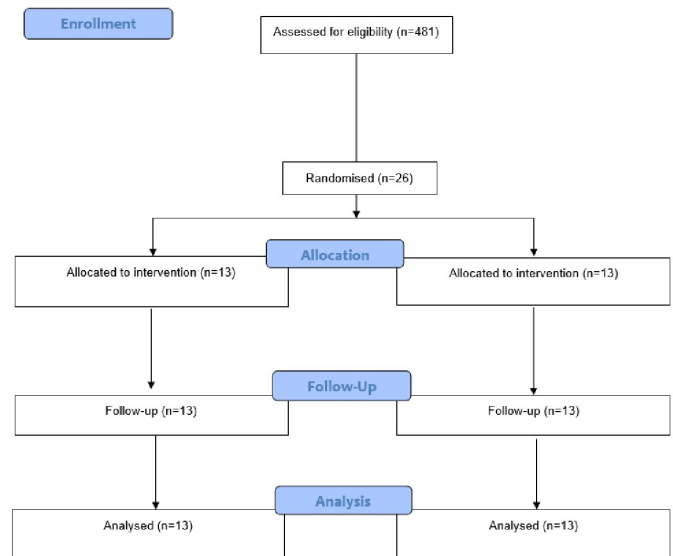 Enrollment
Assessed for eligibility (n=481)
Randomised (n=26)
Allocation
Allocated to intervention (n=13)
Allocated to intervention (n=13)
Follow-Up
Follow-up (n=13)
Follow-up (n=13)
Analysis
Analysed (n=13)
Analysed (n=13)